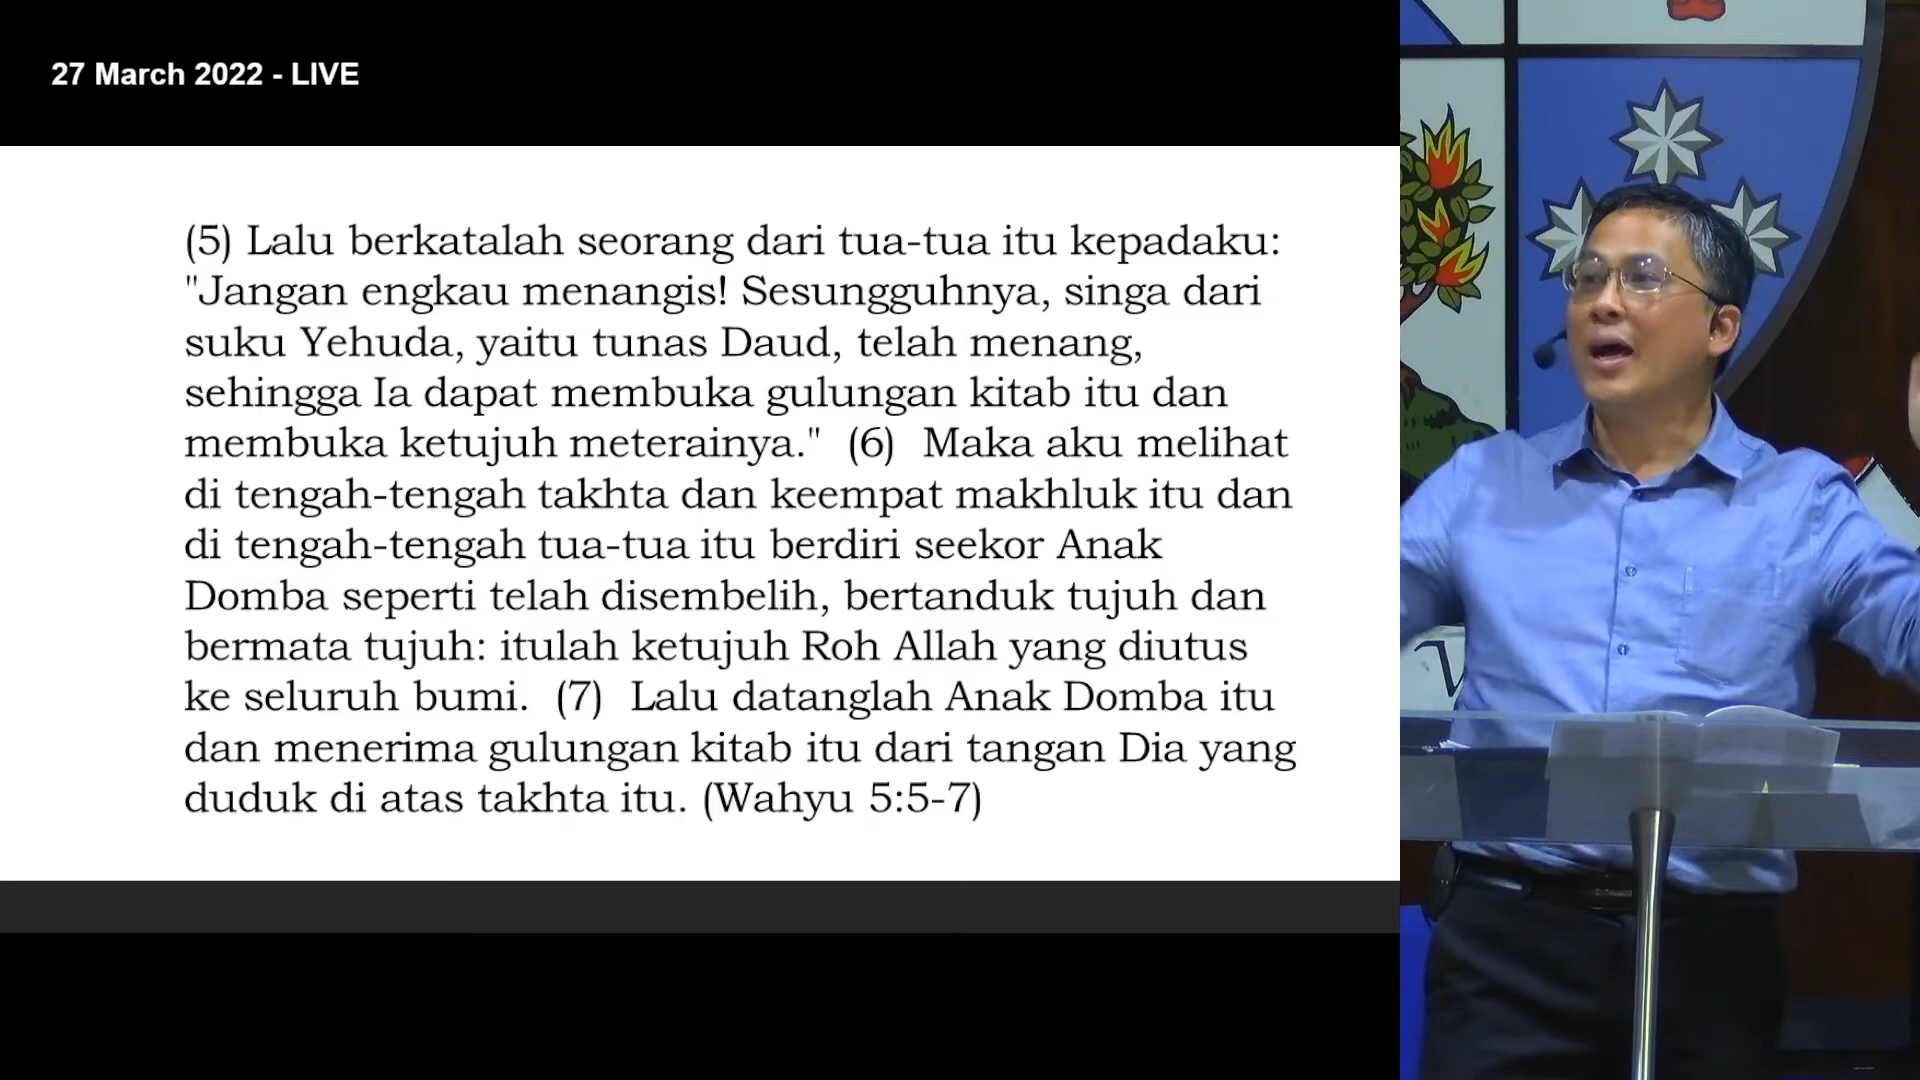 27 March 2022 - LIVE
(5) Lalu berkatalah seorang dari tua-tua itu kepadaku:
"Jangan engkau menangis! Sesungguhnya, singa dari
suku Yehuda, yaitu tunas Daud, telah menang,
sehingga Ia dapat membuka gulungan kitab itu dan
membuka ketujuh meterainya." (6) Maka aku melihat
di tengah-tengah takhta dan keempat makhluk itu dan
di tengah-tengah tua-tua itu berdiri seekor Anak
Domba seperti telah disembelih, bertanduk tujuh dan
bermata tujuh: itulah ketujuh Roh Allah yang diutus
ke seluruh bumi. (7) Lalu datanglah Anak Domba itu
dan menerima gulungan kitab itu dari tangan Dia yang
duduk di atas takhta itu. (Wahyu 5:5-7)